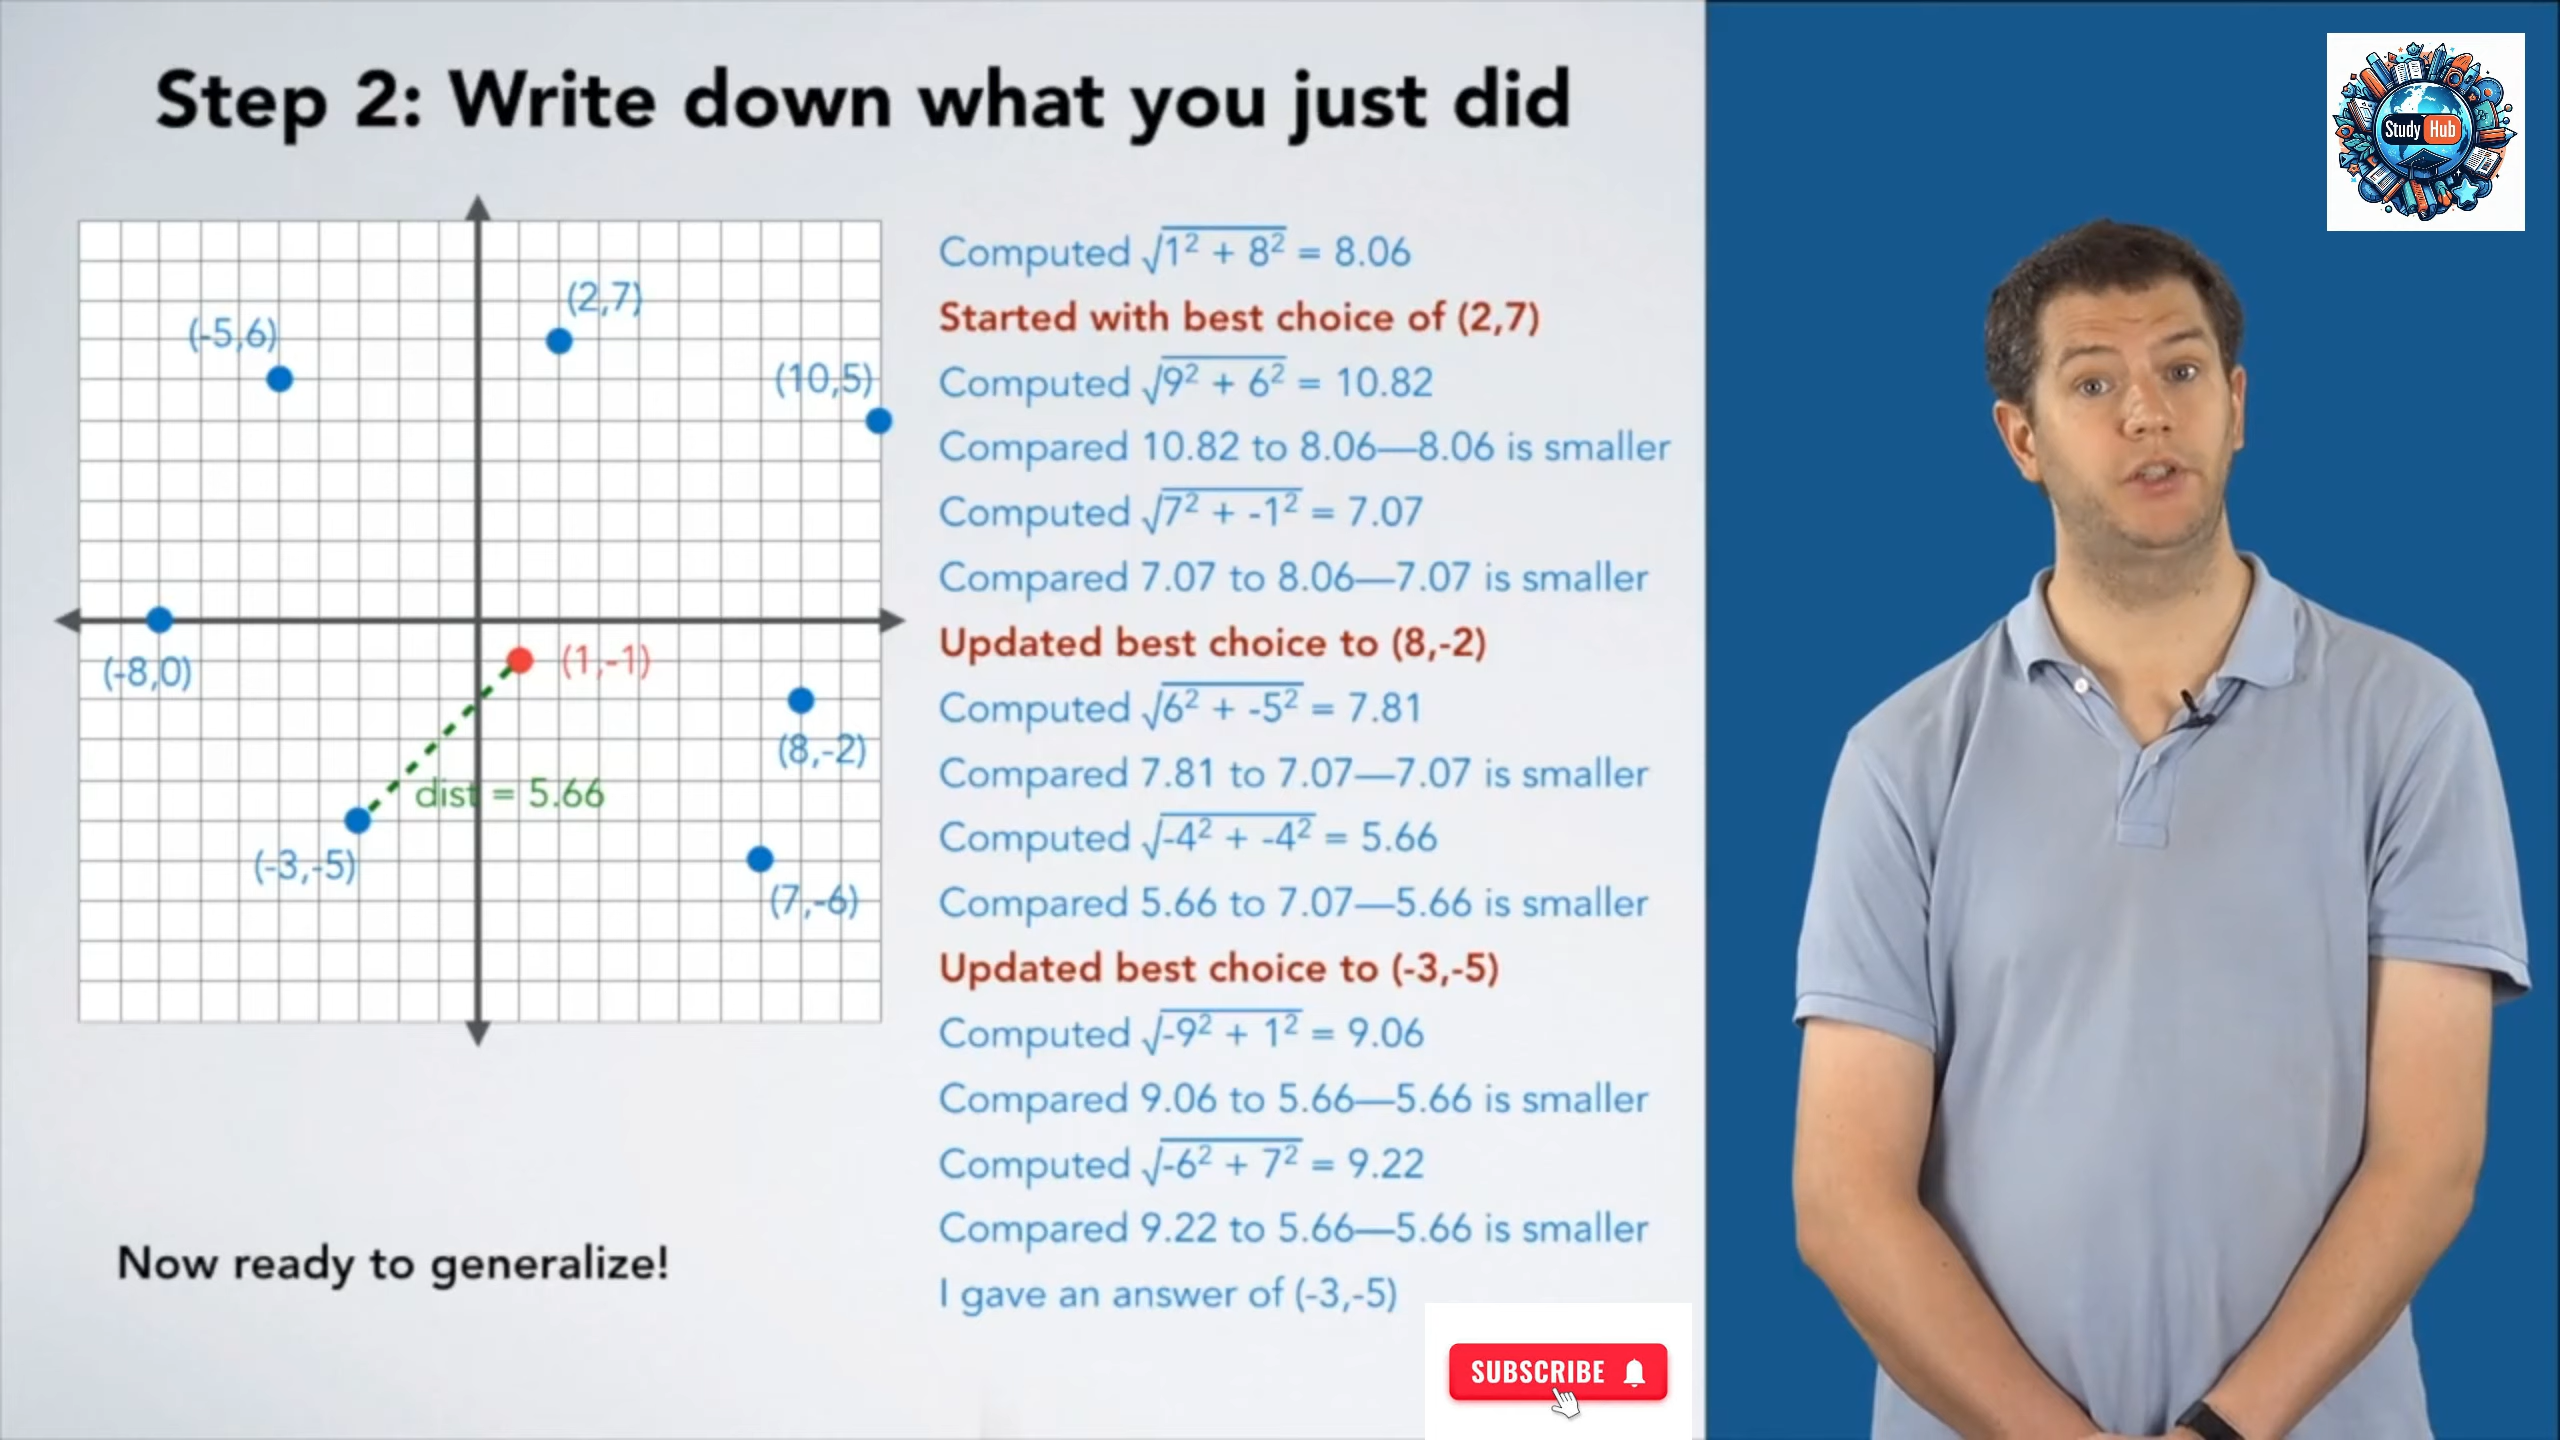 Step 2: Write down what you just did
Study Hub
(-5,6)
(2,7)
(10,5)
(-8,0)
(1,-1)
(8,-2)
dist = 5.66
(-3,-5)
(7,-6)
Now ready to generalize!
Computed √1² + 8² = 8.06
Started with best choice of (2,7)
Computed √9² + 6² = 10.82
Compared 10.82 to 8.06—8.06 is smaller
Computed √7² + -1² = 7.07
Compared 7.07 to 8.06—7.07 is smaller
Updated best choice to (8,-2)
Computed √6² + -5² = 7.81
Compared 7.81 to 7.07—7.07 is smaller
Computed √-4² + -4² = 5.66
Compared 5.66 to 7.07—5.66 is smaller
Updated best choice to (-3,-5)
Computed √-9² + 1² = 9.06
Compared 9.06 to 5.66—5.66 is smaller
Computed √-6² + 7² = 9.22
Compared 9.22 to 5.66—5.66 is smaller
I gave an answer of (-3,-5)
SUBSCRIBE